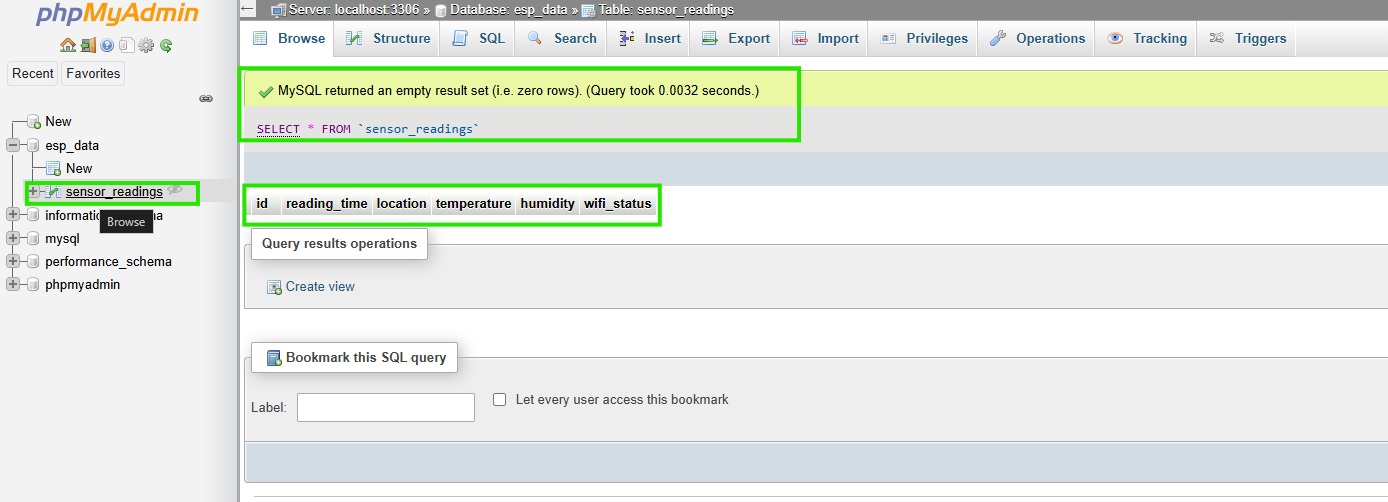 phpMyAdmin
Recent
Favorites
New
esp_data
New
sensor_readings
Browse
mysql
performance_schema
phpmyadmin
Server: localhost:3306 » Database: esp_data » Table: sensor_readings
Browse Structure SQL Search Insert Export Import Privileges Operations Tracking Triggers
MySQL returned an empty result set (i.e. zero rows). (Query took 0.0032 seconds.)
SELECT * FROM `sensor_readings`
id reading_time location temperature humidity wifi_status
Query results operations
Create view
Bookmark this SQL query
Label:
Let every user access this bookmark